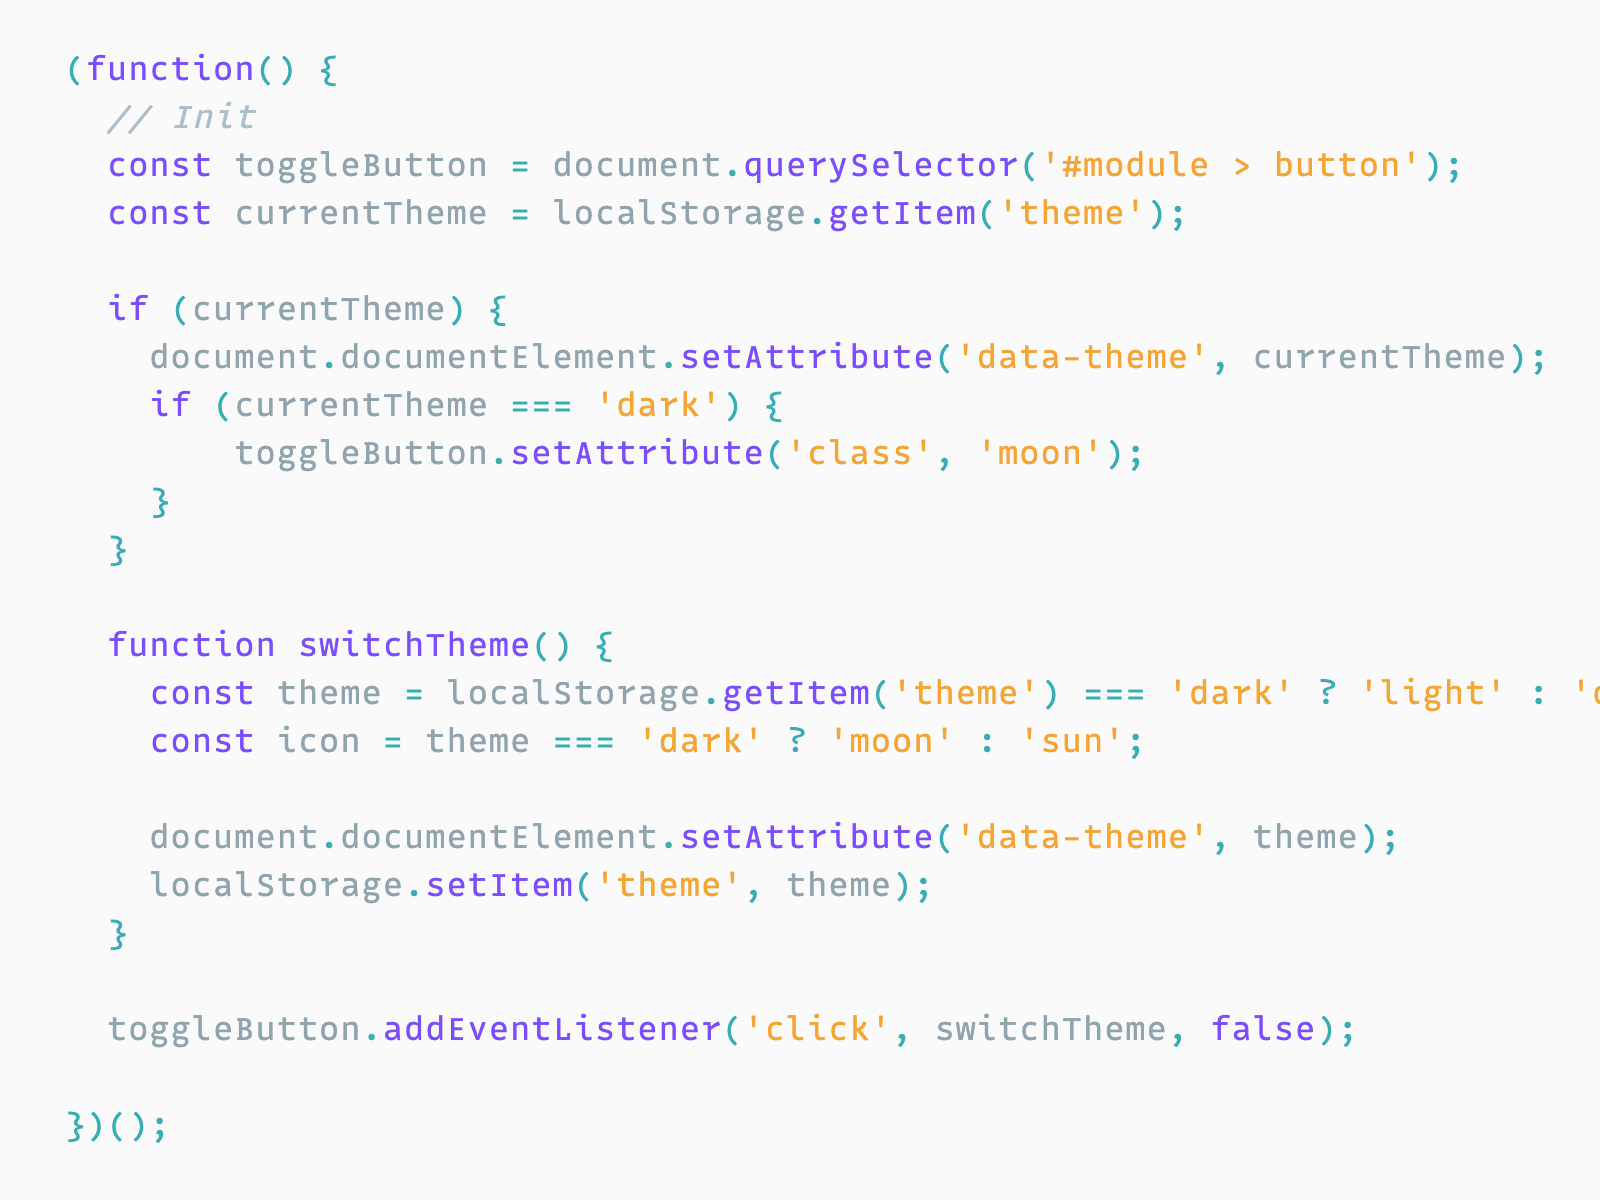 (function() {
  // Init
  const toggleButton = document.querySelector('#module > button');
  const currentTheme = localStorage.getItem('theme');

  if (currentTheme) {
    document.documentElement.setAttribute('data-theme', currentTheme);
    if (currentTheme === 'dark') {
        toggleButton.setAttribute('class', 'moon');
    }
  }

  function switchTheme() {
    const theme = localStorage.getItem('theme') === 'dark' ? 'light' : '
    const icon = theme === 'dark' ? 'moon' : 'sun';

    document.documentElement.setAttribute('data-theme', theme);
    localStorage.setItem('theme', theme);
  }

  toggleButton.addEventListener('click', switchTheme, false);

})();